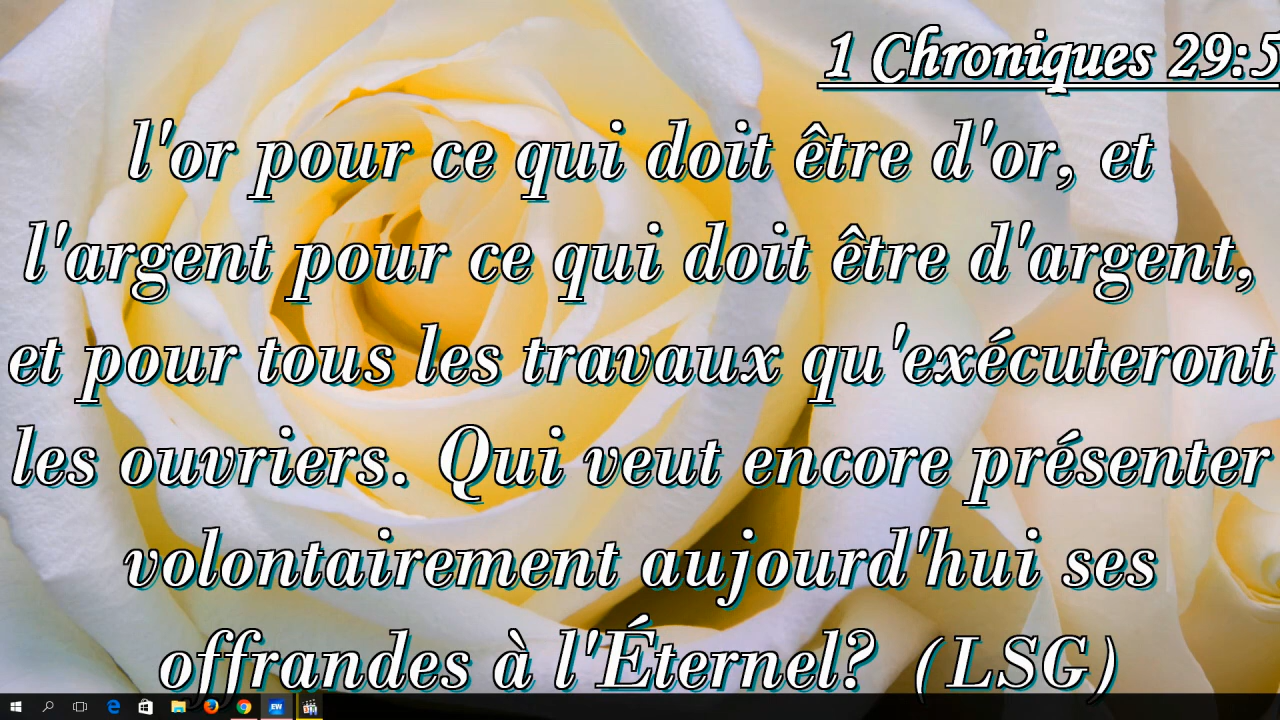 1 Chroniques 29:5
l'or pour ce qui doit être d'or, et
l'argent pour ce qui doit être d'argent,
et pour tous les travaux qu'exécuteront
les ouvriers. Qui veut encore présenter
volontairement aujourd'hui ses
offrandes à l'Éternel? (LSG)
EW